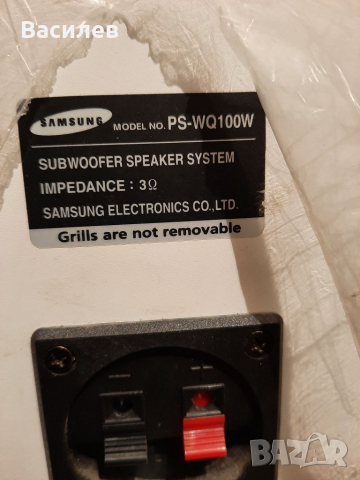 Василев
SAMSUNG MODEL NO. PS-WQ100W
SUBWOOFER SPEAKER SYSTEM
IMPEDANCE : 3Ω
SAMSUNG ELECTRONICS CO.,LTD.
Grills are not removable
BAZAR